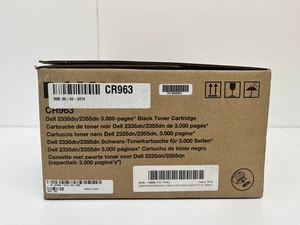 CR963
Dell 2335dn/2355dn 3.000-pages* Black Toner Cartridge
Cartouche de toner noir Dell 2335dn/2355dn de 3.000 pages*
Cartuccia toner nero Dell 2335dn/2355dn, 3.000 pagine*
Dell 2335dn/2355dn Schwarz-Tonerkartusche für 3.000 Seiten*
Dell 2335dn/2355dn 3.000 páginas* Cartucho de tóner negro
Cassette met zwarte toner voor Dell 2335dn/2355dn
(capaciteit: 3.000 pagina's*)